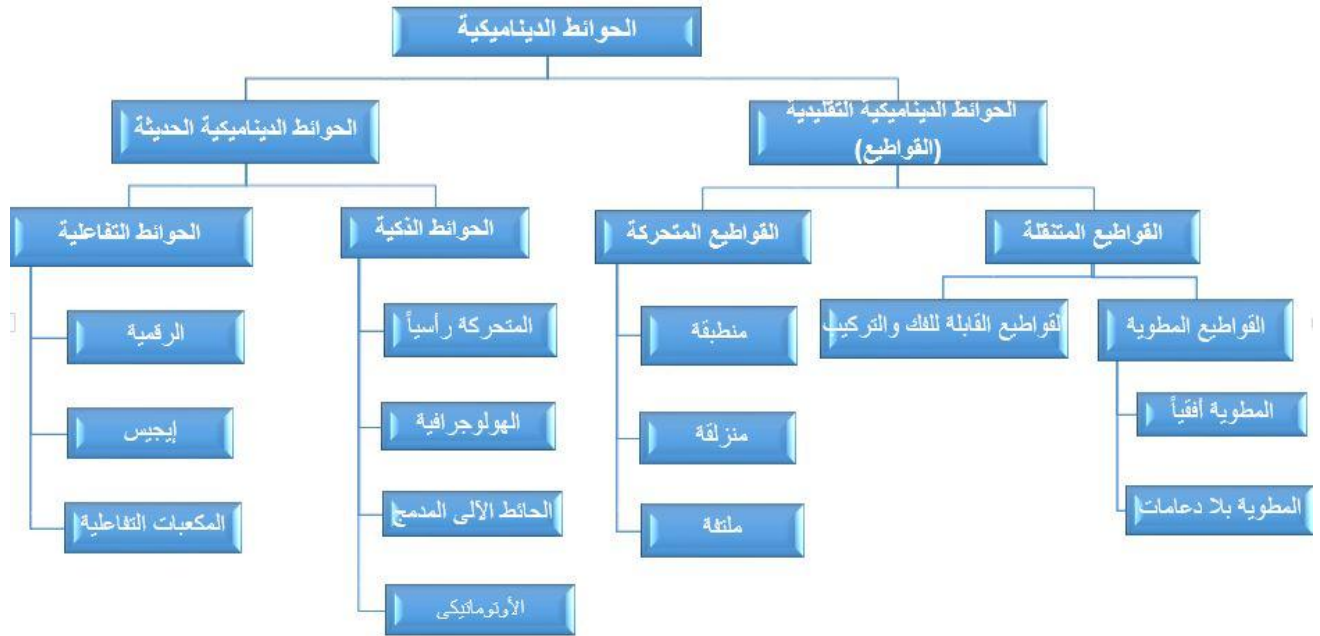 الحوائط الديناميكية
الحوائط الديناميكية التقليدية
(القواطيع)
الحوائط الديناميكية الحديثة
القواطيع المتنقلة
القواطيع المتحركة
الحوائط الذكية
الحوائط التفاعلية
القواطيع المطوية
القواطيع القابلة للفك والتركيب
المطوية أفقياً
المطوية بلا دعامات
منطبقة
منزلقة
ملتفة
المتحركة رأسياً
الهولوجرافية
الحائط الآلى المدمج
الأوتوماتيكى
الرقمية
إيجيس
المكعبات التفاعلية